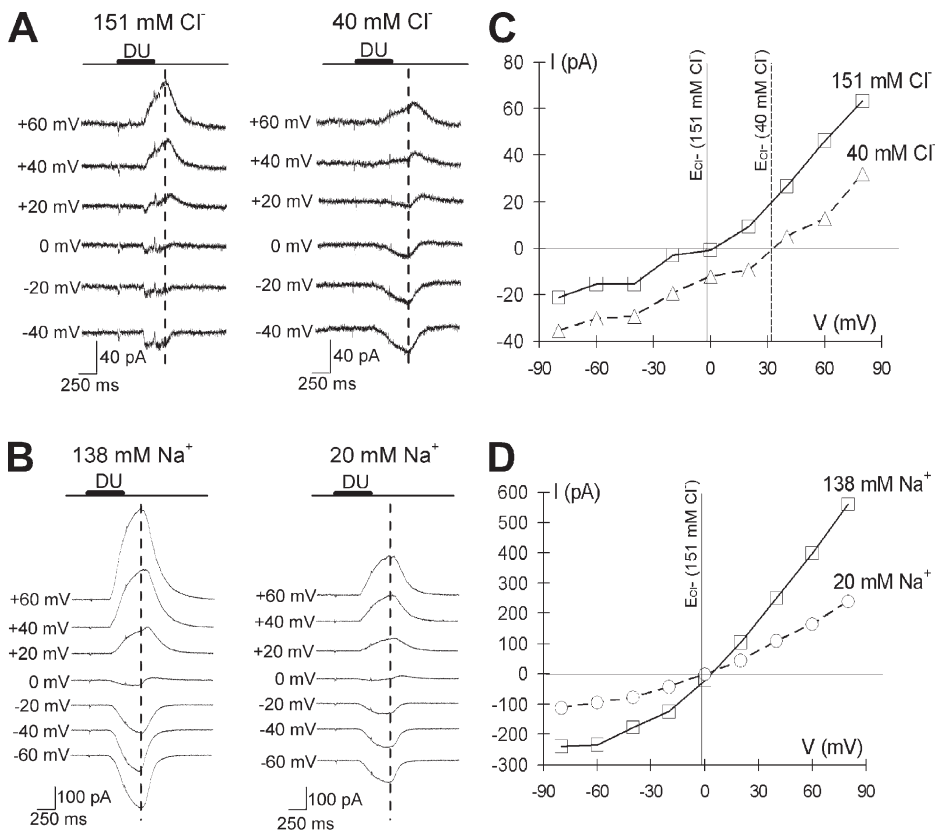 A
151 mM Cl⁻
40 mM Cl⁻
DU
DU
+60 mV
+40 mV
+20 mV
0 mV
-20 mV
-40 mV
40 pA
250 ms
+60 mV
+40 mV
+20 mV
0 mV
-20 mV
-40 mV
40 pA
250 ms
C
I (pA)
80
60
40
20
0
-20
-40
-90
-60
-30
0
30
60
90
V (mV)
E_Cl- (151 mM Cl⁻)
E_Cl- (40 mM Cl⁻)
151 mM Cl⁻
40 mM Cl⁻
B
138 mM Na⁺
20 mM Na⁺
DU
DU
+60 mV
+40 mV
+20 mV
0 mV
-20 mV
-40 mV
-60 mV
100 pA
250 ms
+60 mV
+40 mV
+20 mV
0 mV
-20 mV
-40 mV
-60 mV
100 pA
250 ms
D
I (pA)
600
500
400
300
200
100
0
-100
-200
-300
-90
-60
-30
0
30
60
90
V (mV)
E_Cl- (151 mM Cl⁻)
138 mM Na⁺
20 mM Na⁺